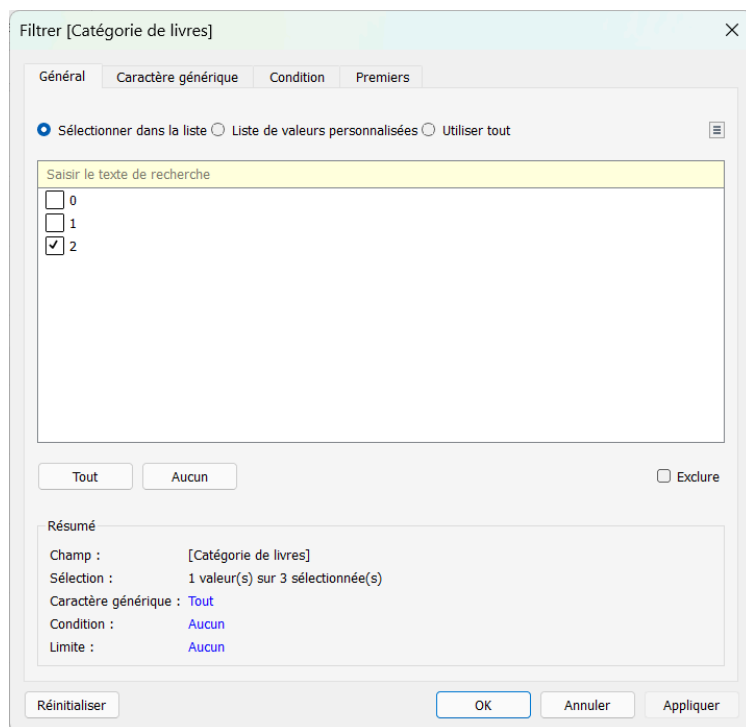 Filtrer [Catégorie de livres]
Général Caractère générique Condition Premiers
Sélectionner dans la liste Liste de valeurs personnalisées Utiliser tout
Saisir le texte de recherche
0
1
2
Tout Aucun Exclure
Résumé
Champ : [Catégorie de livres]
Sélection : 1 valeur(s) sur 3 sélectionnée(s)
Caractère générique : Tout
Condition : Aucun
Limite : Aucun
Réinitialiser OK Annuler Appliquer